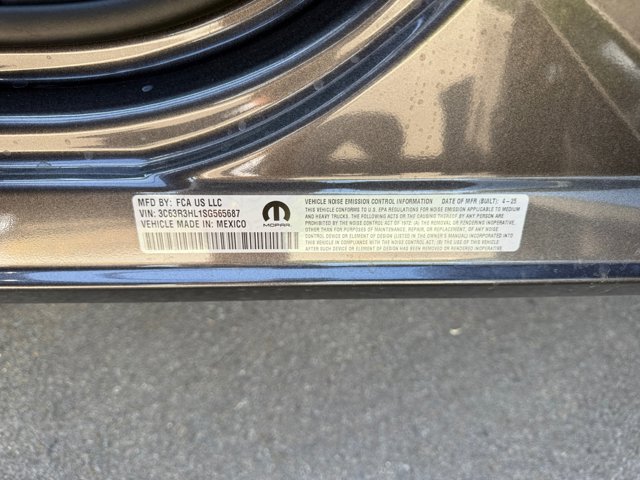 MFD BY: FCA US LLC
VIN: 3C63R3HL1SG565687
VEHICLE MADE IN: MEXICO
MOPAR
VEHICLE NOISE EMISSION CONTROL INFORMATION DATE OF MFR (BUILT): 4-25
THIS VEHICLE CONFORMS TO U.S. EPA REGULATIONS FOR NOISE EMISSION APPLICABLE TO MEDIUM
AND HEAVY TRUCKS. THE FOLLOWING ACTS OR THE CAUSING THEREOF BY ANY PERSON ARE
PROHIBITED BY THE NOISE CONTROL ACT OF 1972: (A) THE REMOVAL OR RENDERING INOPERATIVE,
OTHER THAN FOR PURPOSES OF MAINTENANCE, REPAIR, OR REPLACEMENT, OF ANY NOISE
CONTROL DEVICE OR ELEMENT OF DESIGN (LISTED IN THE OWNER'S MANUAL) INCORPORATED INTO
THIS VEHICLE IN COMPLIANCE WITH THE NOISE CONTROL ACT; (B) THE USE OF THIS VEHICLE
AFTER SUCH DEVICE OR ELEMENT OF DESIGN HAS BEEN REMOVED OR RENDERED INOPERATIVE